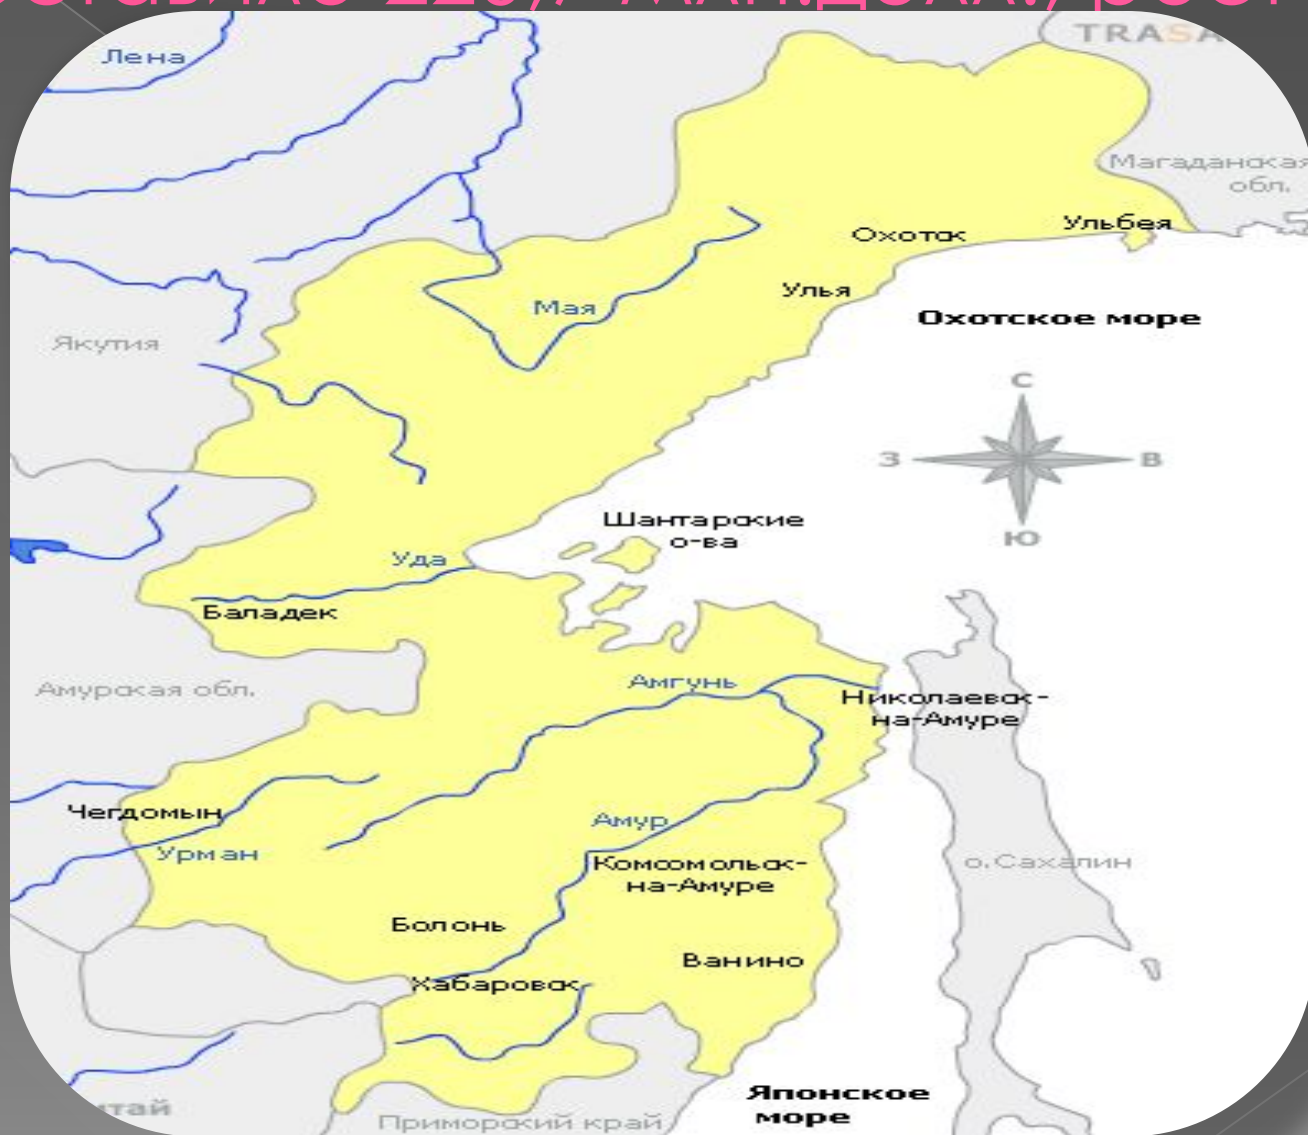 TRASA
Лена
Магаданская
обл.
Ульбея
Охотск
Улья
Мая
Охотское море
Якутия
С
З
В
Ю
Шантарские
о-ва
Уда
Баладек
Амурская обл.
Амгунь
Николаевск-
на-Амуре
Чегдомын
Амур
Урман
Комсомольск-
на-Амуре
о.Сахалин
Болонь
Ванино
Хабаровск
Японское
море
тай
Приморский край